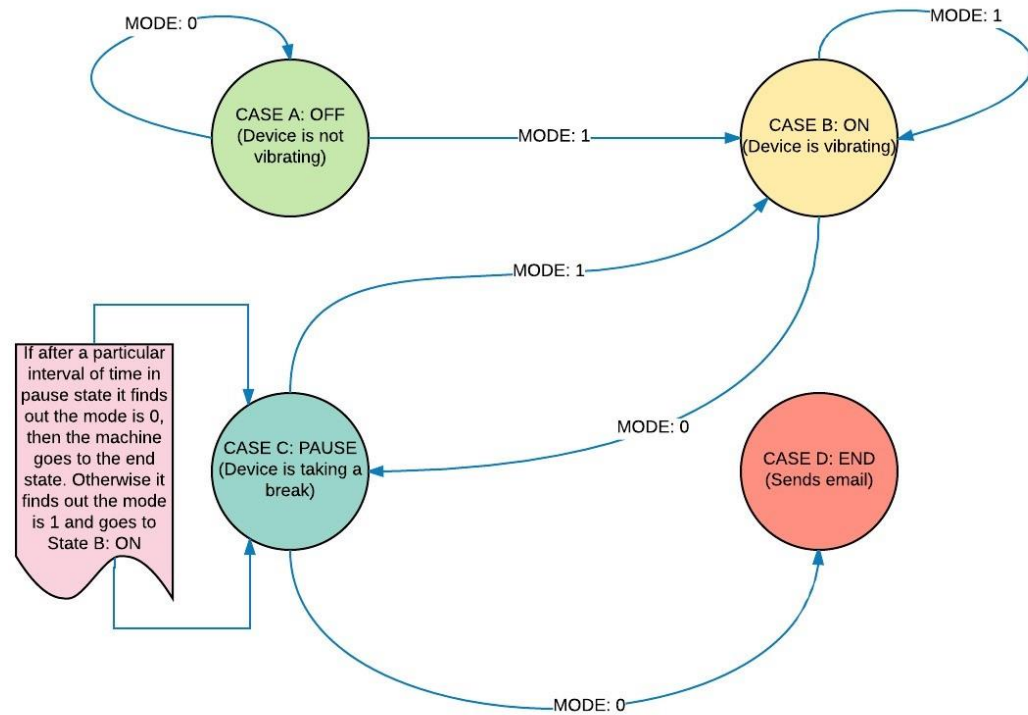 MODE: 0
MODE: 1
CASE A: OFF
(Device is not
vibrating)
MODE: 1
CASE B: ON
(Device is vibrating)
MODE: 1
If after a particular
interval of time in
pause state it finds
out the mode is 0,
then the machine
goes to the end
state. Otherwise it
finds out the mode
is 1 and goes to
State B: ON
CASE C: PAUSE
(Device is taking a
break)
MODE: 0
CASE D: END
(Sends email)
MODE: 0